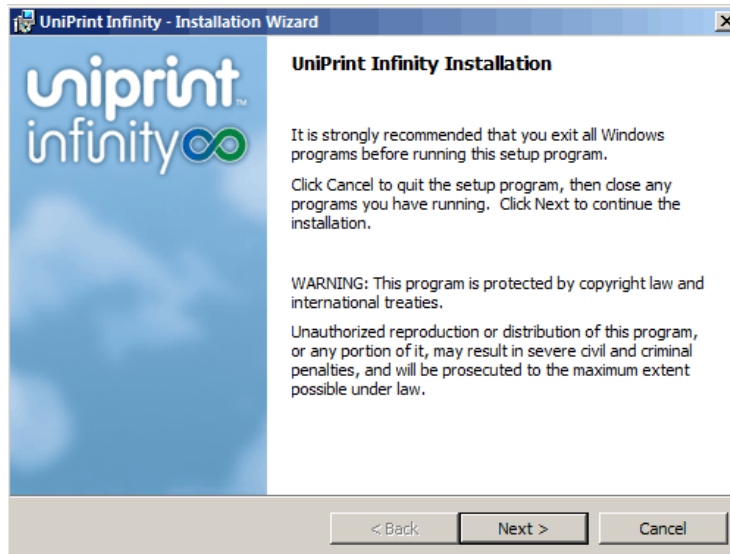 UniPrint Infinity - Installation Wizard
uniprint™
infinity
UniPrint Infinity Installation
It is strongly recommended that you exit all Windows
programs before running this setup program.
Click Cancel to quit the setup program, then close any
programs you have running.  Click Next to continue the
installation.
WARNING: This program is protected by copyright law and
international treaties.
Unauthorized reproduction or distribution of this program,
or any portion of it, may result in severe civil and criminal
penalties, and will be prosecuted to the maximum extent
possible under law.
< Back
Next >
Cancel